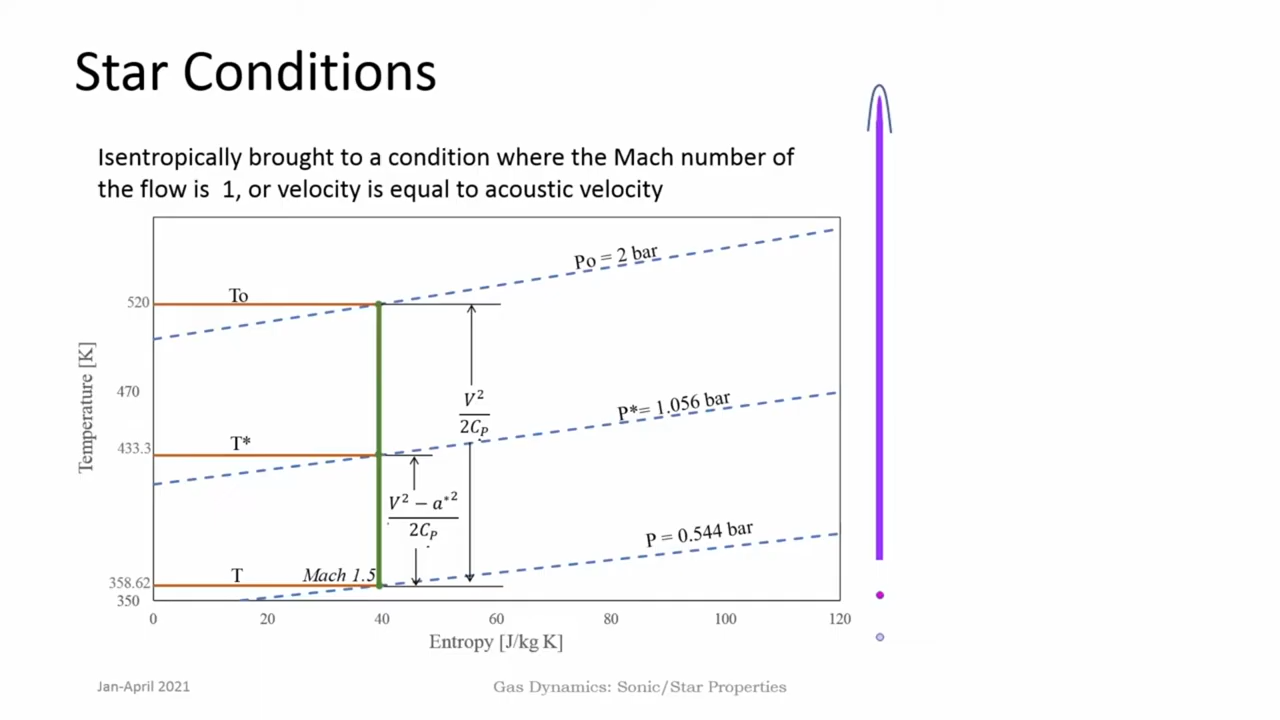 Star Conditions
Isentropically brought to a condition where the Mach number of
the flow is 1, or velocity is equal to acoustic velocity
Po = 2 bar
To
520
V²
2C_P
470
P*= 1.056 bar
T*
433.3
Temperature [K]
V² − a*²
2C_P
P = 0.544 bar
T
Mach 1.5
358.62
350
0 20 40 60 80 100 120
Entropy [J/kg K]
Jan-April 2021
Gas Dynamics: Sonic/Star Properties